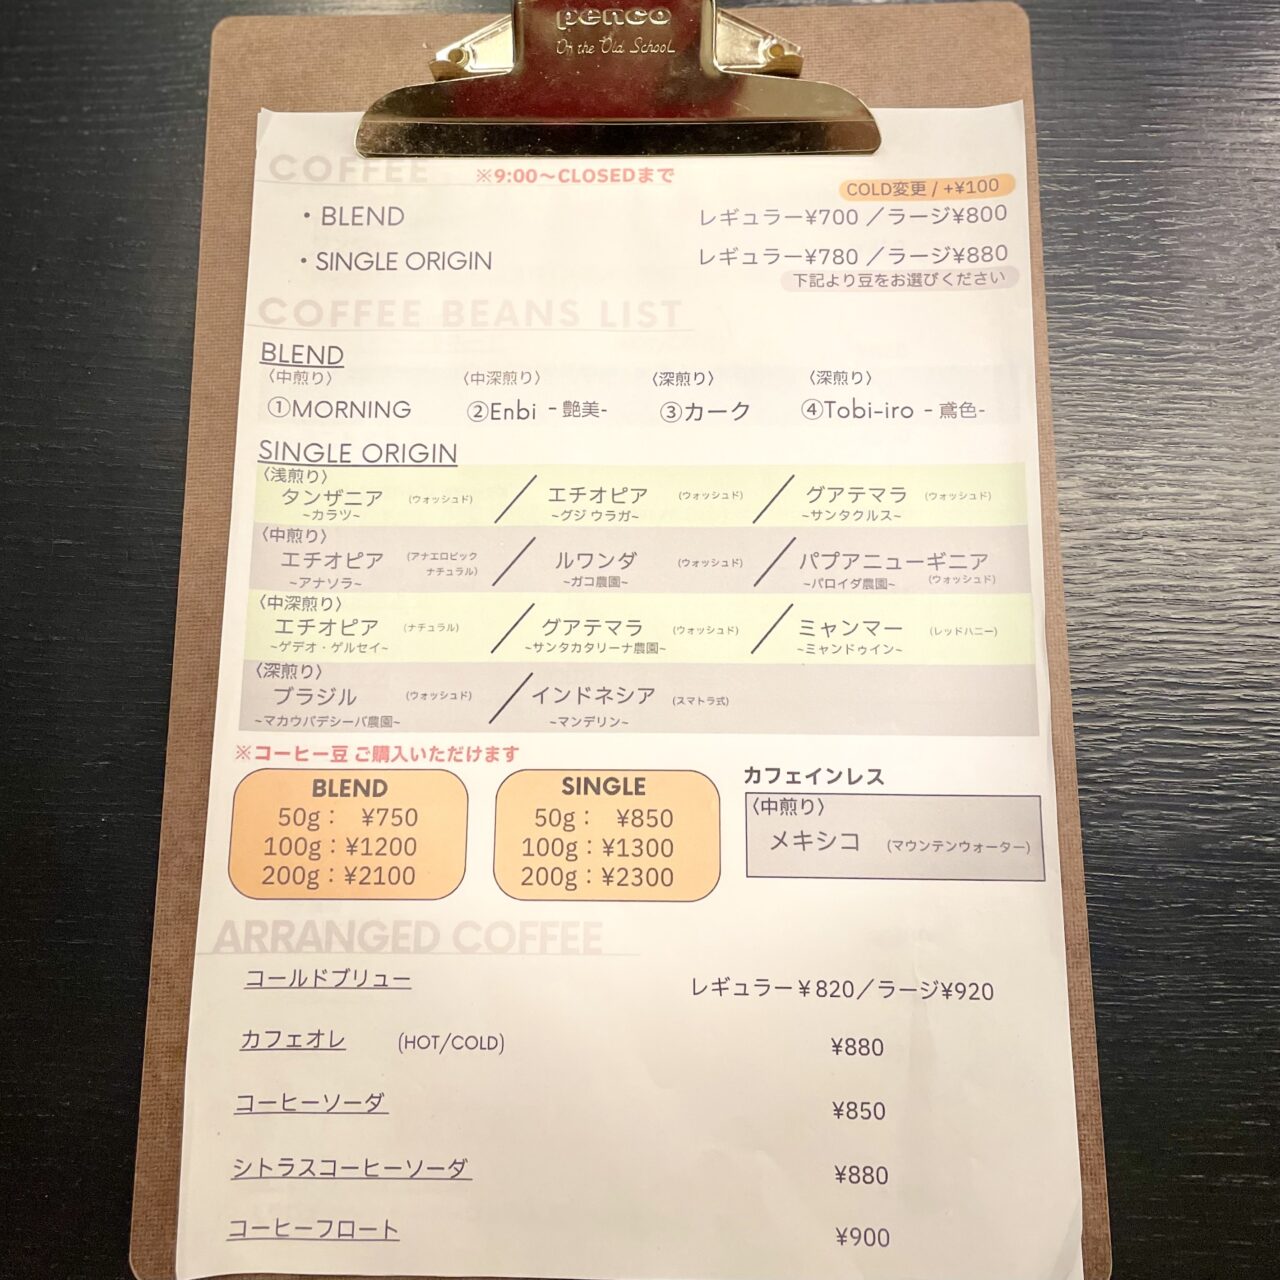 penco
On the Old School
COFFEE ※9:00〜CLOSEDまで
COLD変更 / +¥100
・BLEND レギュラー¥700 ／ラージ¥800
・SINGLE ORIGIN レギュラー¥780 ／ラージ¥880
下記より豆をお選びください
COFFEE BEANS LIST
BLEND
〈中煎り〉 〈中深煎り〉 〈深煎り〉 〈深煎り〉
①MORNING ②Enbi -艶美- ③カーク ④Tobi-iro -鳶色-
SINGLE ORIGIN
〈浅煎り〉
タンザニア (ウォッシュド) ／ エチオピア (ウォッシュド) ／ グアテマラ (ウォッシュド)
~カラツ~ ~グジ ウラガ~ ~サンタクルス~
〈中煎り〉
エチオピア (アナエロビック ナチュラル) ／ ルワンダ (ウォッシュド) ／ パプアニューギニア
~アナソラ~ ~ガコ農園~ ~バロイダ農園~ (ウォッシュド)
〈中深煎り〉
エチオピア (ナチュラル) ／ グアテマラ (ウォッシュド) ／ ミャンマー (レッドハニー)
~ゲデオ・ゲルセイ~ ~サンタカタリーナ農園~ ~ミャンドゥイン~
〈深煎り〉
ブラジル (ウォッシュド) ／ インドネシア (スマトラ式)
~マカウバデシーバ農園~ ~マンデリン~
※コーヒー豆 ご購入いただけます
BLEND
50g： ¥750
100g：¥1200
200g：¥2100
SINGLE
50g： ¥850
100g：¥1300
200g：¥2300
カフェインレス
〈中煎り〉
メキシコ (マウンテンウォーター)
ARRANGED COFFEE
コールドブリュー レギュラー¥820／ラージ¥920
カフェオレ (HOT/COLD) ¥880
コーヒーソーダ ¥850
シトラスコーヒーソーダ ¥880
コーヒーフロート ¥900